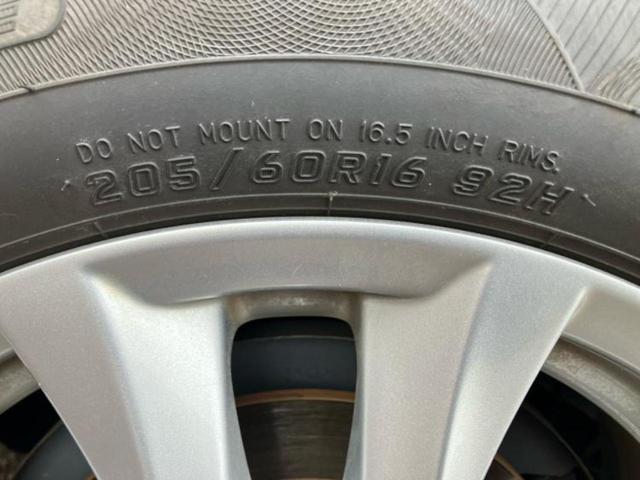 DO NOT MOUNT ON 16.5 INCH RIMS.
205/60R16 92H